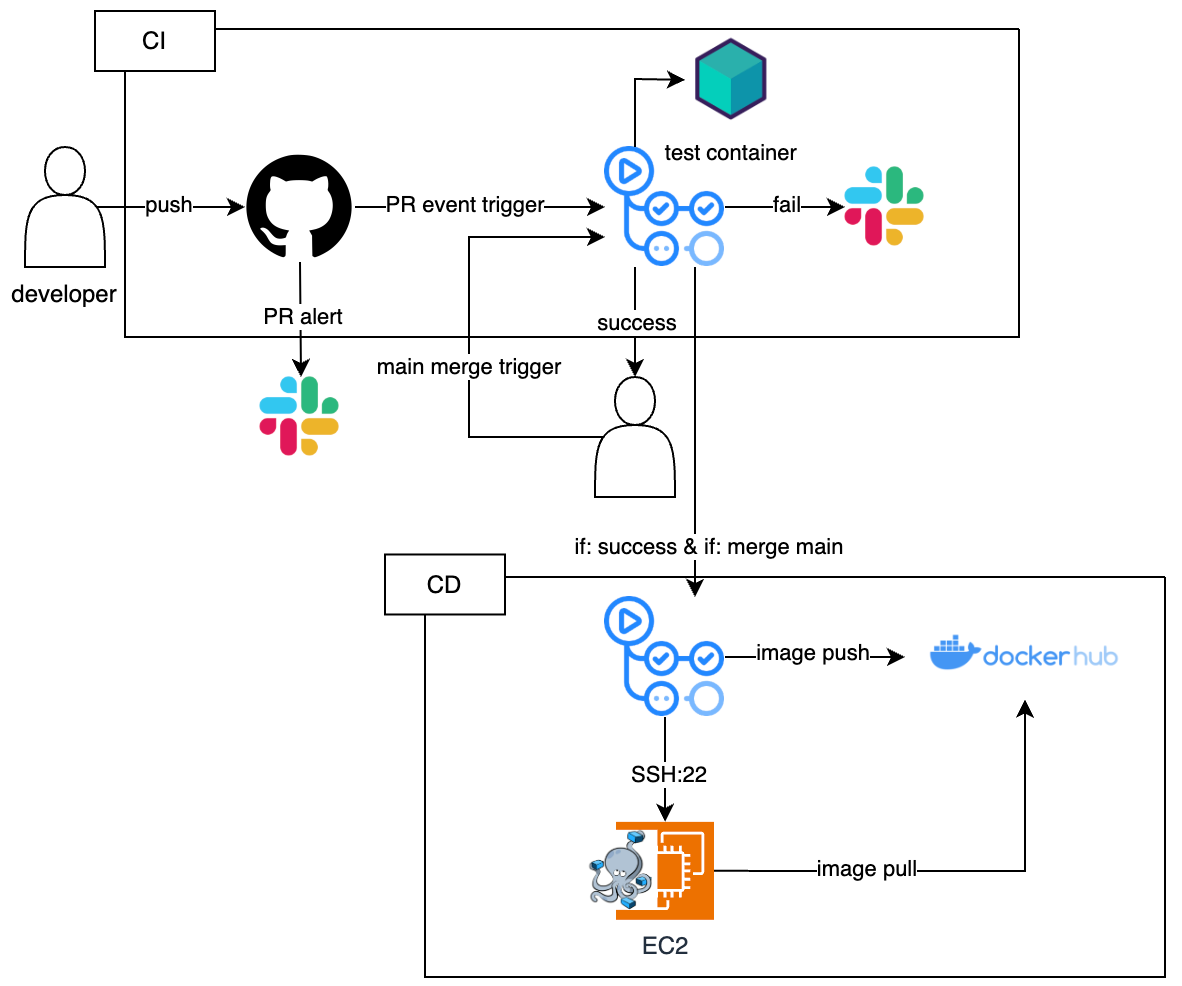 CI
test container
push
PR event trigger
fail
developer
PR alert
success
main merge trigger
if: success & if: merge main
CD
image push
docker hub
SSH:22
image pull
EC2